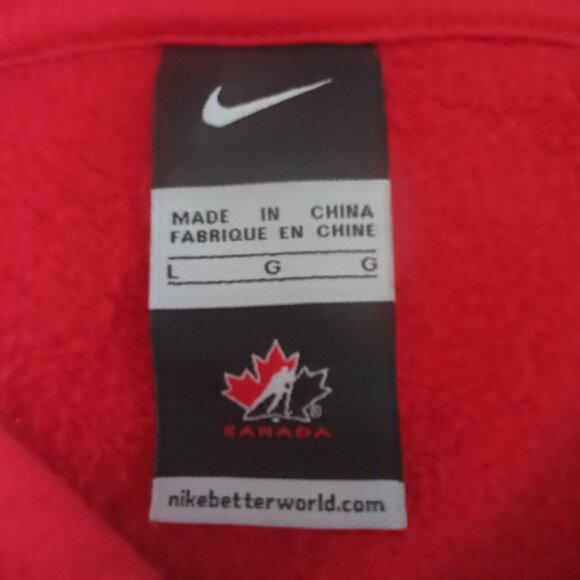 MADE IN CHINA
FABRIQUE EN CHINE
L G G
CANADA
nikebetterworld.com